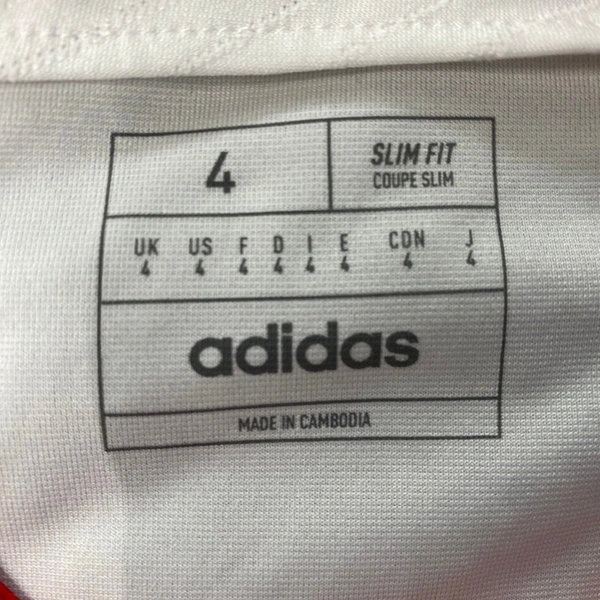 4
SLIM FIT
COUPE SLIM
UK US F D I E CDN J
4 4 4 4 4 4 4 4
adidas
MADE IN CAMBODIA